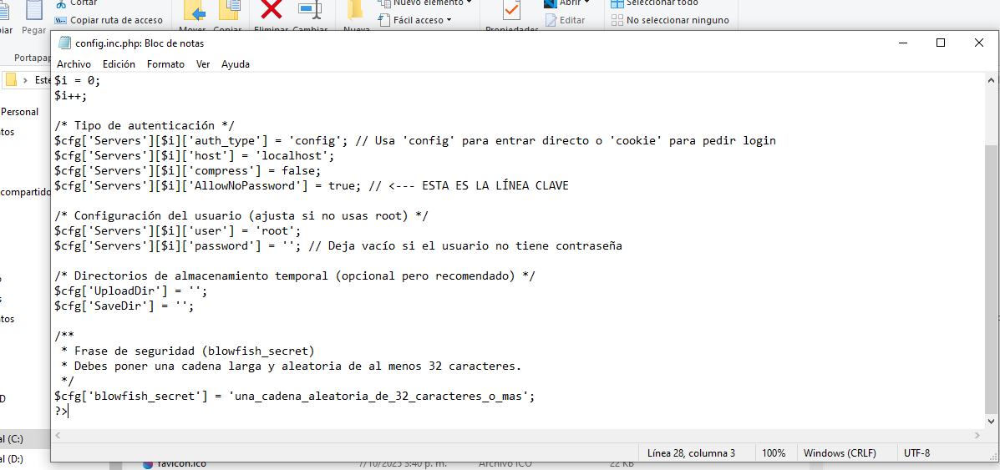 Cortar
Nuevo elemento
Abrir
Seleccionar todo
Pegar
Copiar ruta de acceso
Fácil acceso
Editar
No seleccionar ninguno
Mover
Copiar
Eliminar
Cambiar
Nueva
Propiedades
Portapap
config.inc.php: Bloc de notas
Archivo Edición Formato Ver Ayuda
Este
Personal
tos
compartido
s
tos
D
al (C:)
al (D:)
$i = 0;
$i++;
/* Tipo de autenticación */
$cfg['Servers'][$i]['auth_type'] = 'config'; // Usa 'config' para entrar directo o 'cookie' para pedir login
$cfg['Servers'][$i]['host'] = 'localhost';
$cfg['Servers'][$i]['compress'] = false;
$cfg['Servers'][$i]['AllowNoPassword'] = true; // <--- ESTA ES LA LÍNEA CLAVE
/* Configuración del usuario (ajusta si no usas root) */
$cfg['Servers'][$i]['user'] = 'root';
$cfg['Servers'][$i]['password'] = ''; // Deja vacío si el usuario no tiene contraseña
/* Directorios de almacenamiento temporal (opcional pero recomendado) */
$cfg['UploadDir'] = '';
$cfg['SaveDir'] = '';
/**
 * Frase de seguridad (blowfish_secret)
 * Debes poner una cadena larga y aleatoria de al menos 32 caracteres.
 */
$cfg['blowfish_secret'] = 'una_cadena_aleatoria_de_32_caracteres_o_mas';
?>
Línea 28, columna 3 100% Windows (CRLF) UTF-8
favicon.ico 7/10/2025 3:40 p. m. Archivo ICO 22 KB